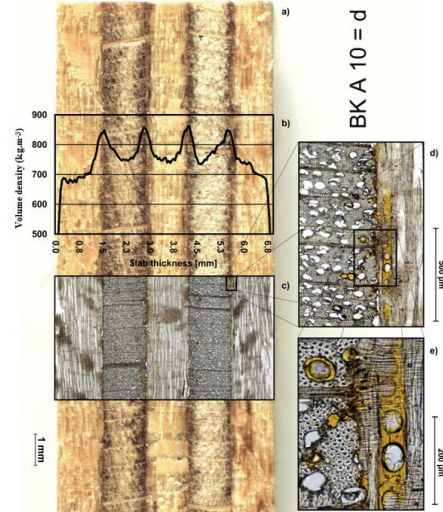 a)
BK A 10 = d
b)
Volume density (kg.m-3)
900
800
700
600
500
0.0
0.8
1.5
2.3
3.0
3.8
4.5
5.3
6.0
6.8
Slab thickness [mm]
c)
d)
500 µm
e)
200 µm
1 mm